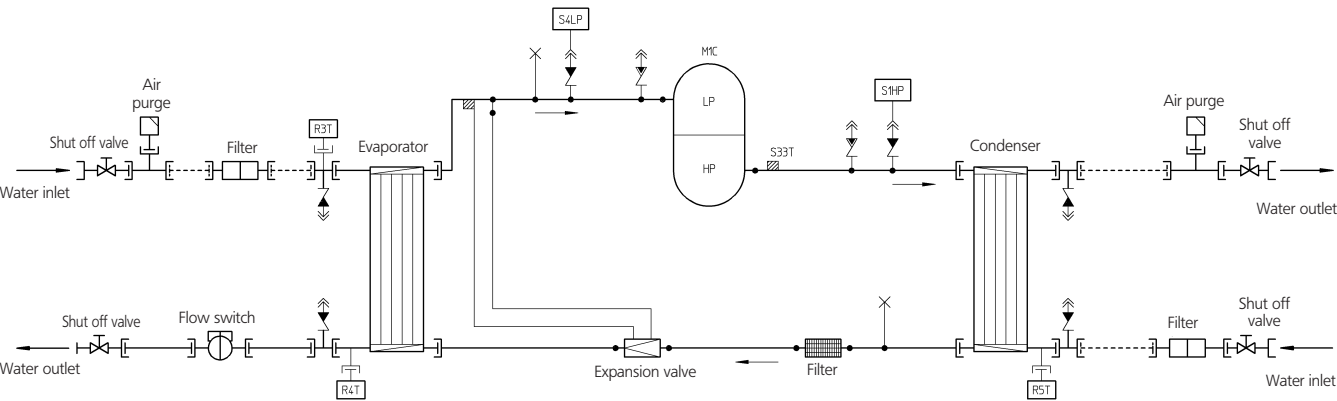 S4LP
M1C
Air
purge
LP
S1HP
Air purge
Shut off valve
Filter
R3T
Evaporator
S33T
Condenser
Shut off
valve
HP
Water inlet
Water outlet
Shut off valve
Flow switch
Filter
Shut off
valve
Water outlet
Expansion valve
Filter
Water inlet
R4T
R5T